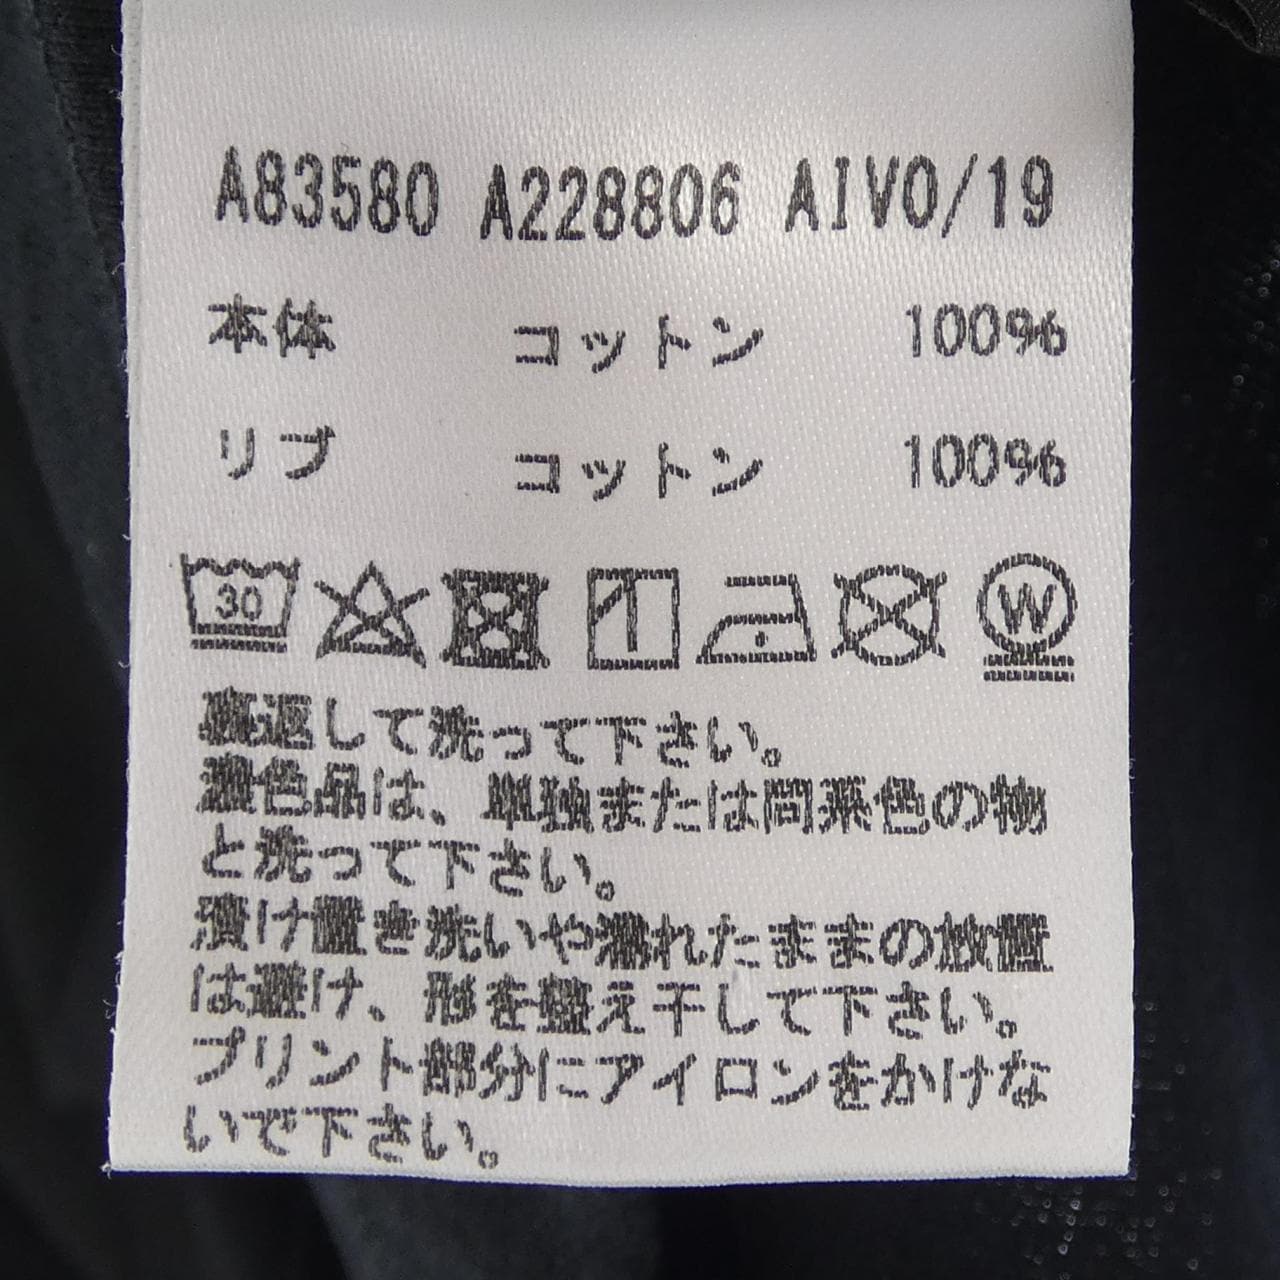 A83580 A228806 AIVO/19
本体 コットン 100%
リブ コットン 100%
30 W
裏返して洗って下さい。
濃色品は、単独または同系色の物
と洗って下さい。
漬け置き洗いや濡れたままの放置
は避け、形を整え干して下さい。
プリント部分にアイロンをかけな
いで下さい。